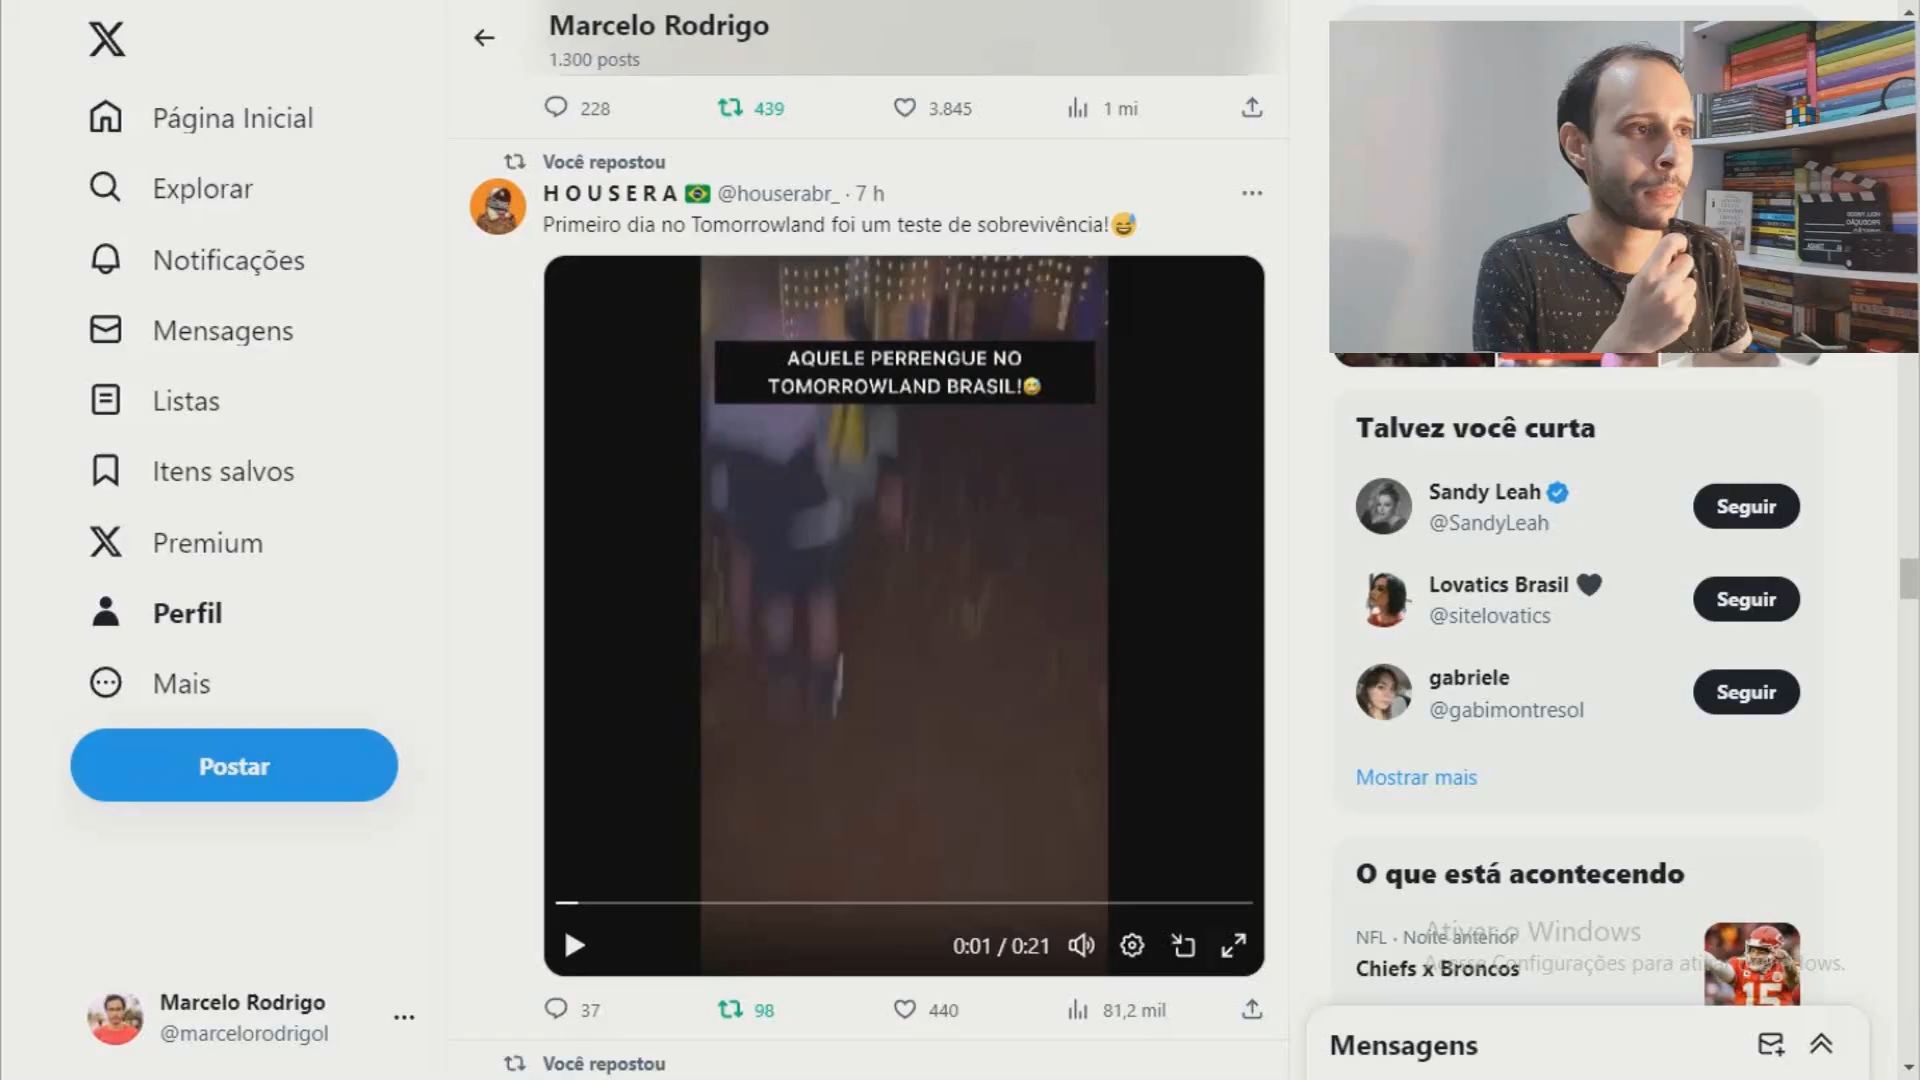 Marcelo Rodrigo
1.300 posts
Página Inicial
Explorar
Notificações
Mensagens
Listas
Itens salvos
Premium
Perfil
Mais
Postar
Marcelo Rodrigo
@marcelorodrigol
228
439
3.845
1 mi
Você repostou
H O U S E R A @houserabr_ · 7 h
Primeiro dia no Tomorrowland foi um teste de sobrevivência!😅
AQUELE PERRENGUE NO
TOMORROWLAND BRASIL!😅
0:01 / 0:21
37
98
440
81,2 mil
Você repostou
Talvez você curta
Sandy Leah
@SandyLeah
Seguir
Lovatics Brasil 🖤
@sitelovatics
Seguir
gabriele
@gabimontresol
Seguir
Mostrar mais
O que está acontecendo
NFL · Noite anterior
Chiefs x Broncos
15
Ativar o Windows
Acesse Configurações para
Mensagens